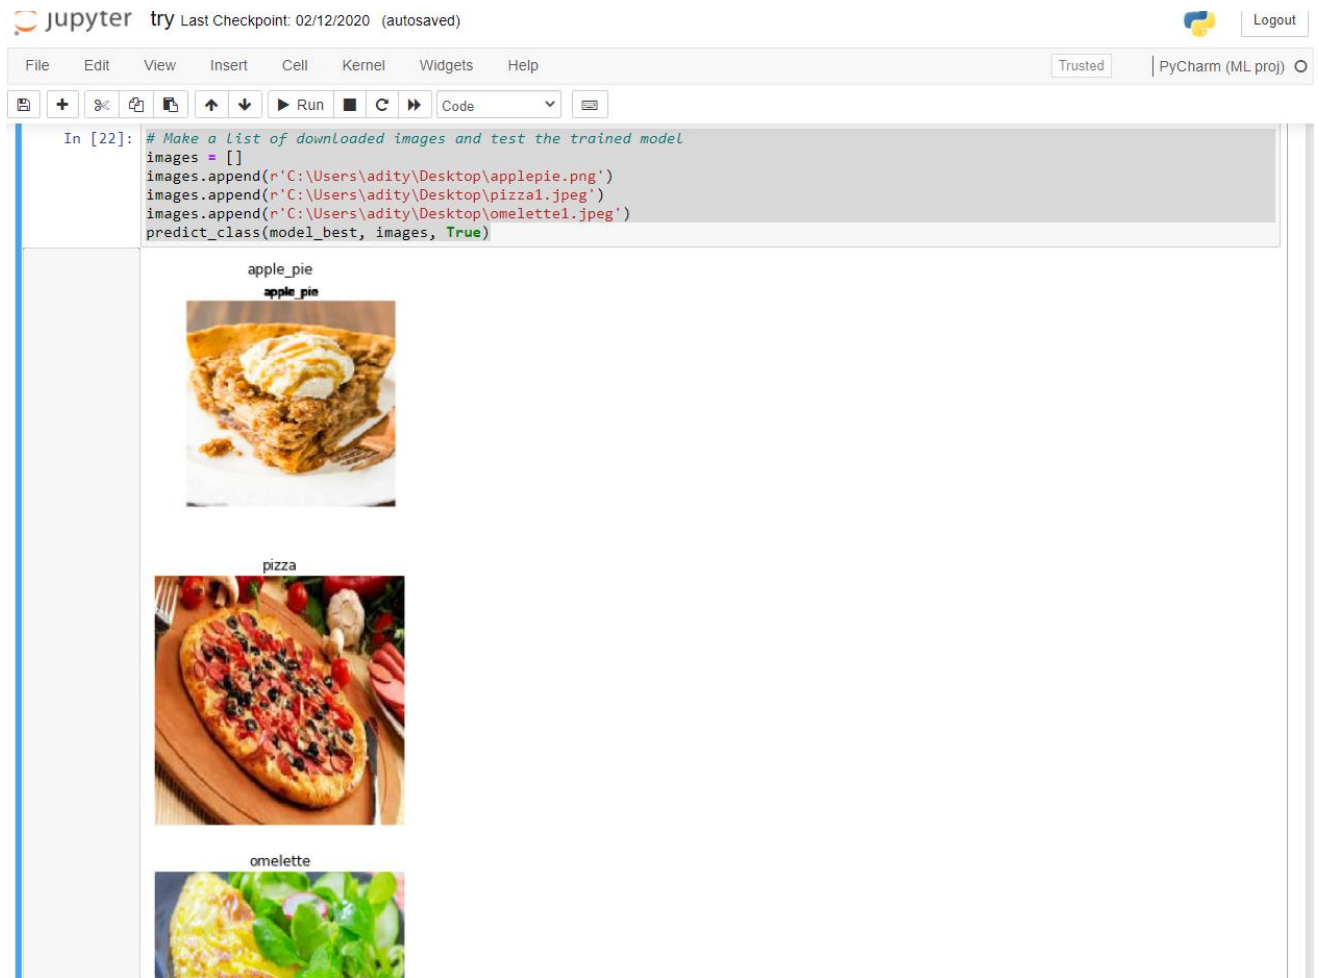 jupyter try Last Checkpoint: 02/12/2020 (autosaved)
Logout
File Edit View Insert Cell Kernel Widgets Help
Trusted
PyCharm (ML proj)
Run
Code
In [22]:
# Make a list of downloaded images and test the trained model
images = []
images.append(r'C:\Users\adity\Desktop\applepie.png')
images.append(r'C:\Users\adity\Desktop\pizza1.jpeg')
images.append(r'C:\Users\adity\Desktop\omelette1.jpeg')
predict_class(model_best, images, True)
apple_pie
apple_pie
pizza
omelette